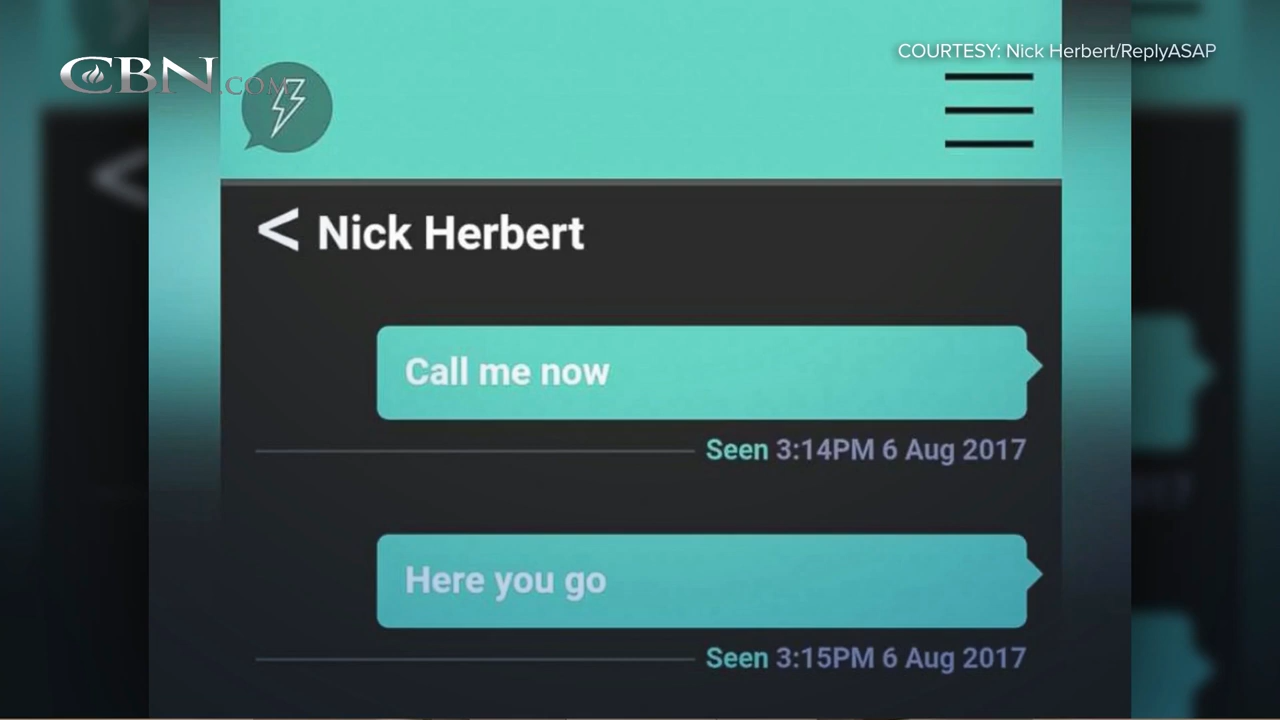 CBN.COM
COURTESY: Nick Herbert/ReplyASAP
< Nick Herbert
Call me now
Seen 3:14PM 6 Aug 2017
Here you go
Seen 3:15PM 6 Aug 2017